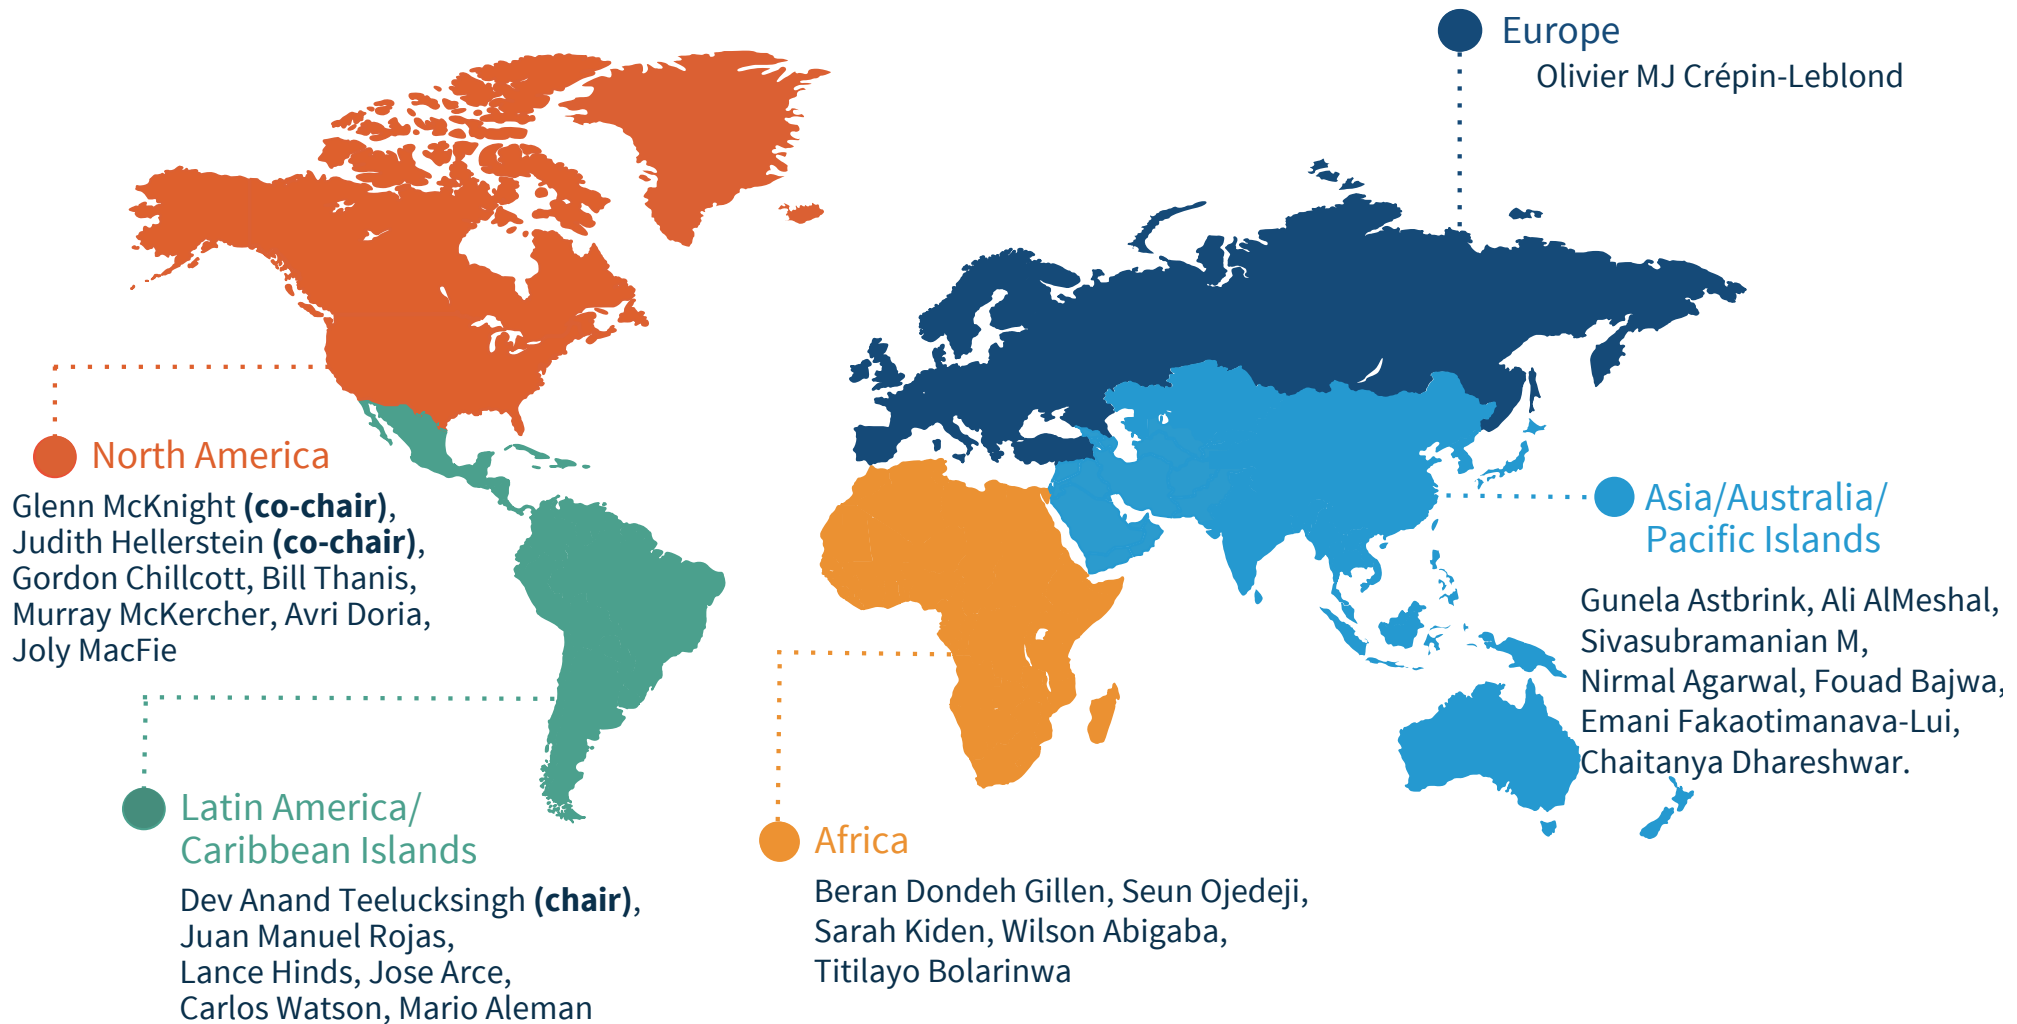 Europe
Olivier MJ Crépin-Leblond
North America
Glenn McKnight (co-chair),
Judith Hellerstein (co-chair),
Gordon Chillcott, Bill Thanis,
Murray McKercher, Avri Doria,
Joly MacFie
Asia/Australia/
Pacific Islands
Gunela Astbrink, Ali AlMeshal,
Sivasubramanian M,
Nirmal Agarwal, Fouad Bajwa,
Emani Fakaotimanava-Lui,
Chaitanya Dhareshwar.
Latin America/
Caribbean Islands
Dev Anand Teelucksingh (chair),
Juan Manuel Rojas,
Lance Hinds, Jose Arce,
Carlos Watson, Mario Aleman
Africa
Beran Dondeh Gillen, Seun Ojedeji,
Sarah Kiden, Wilson Abigaba,
Titilayo Bolarinwa